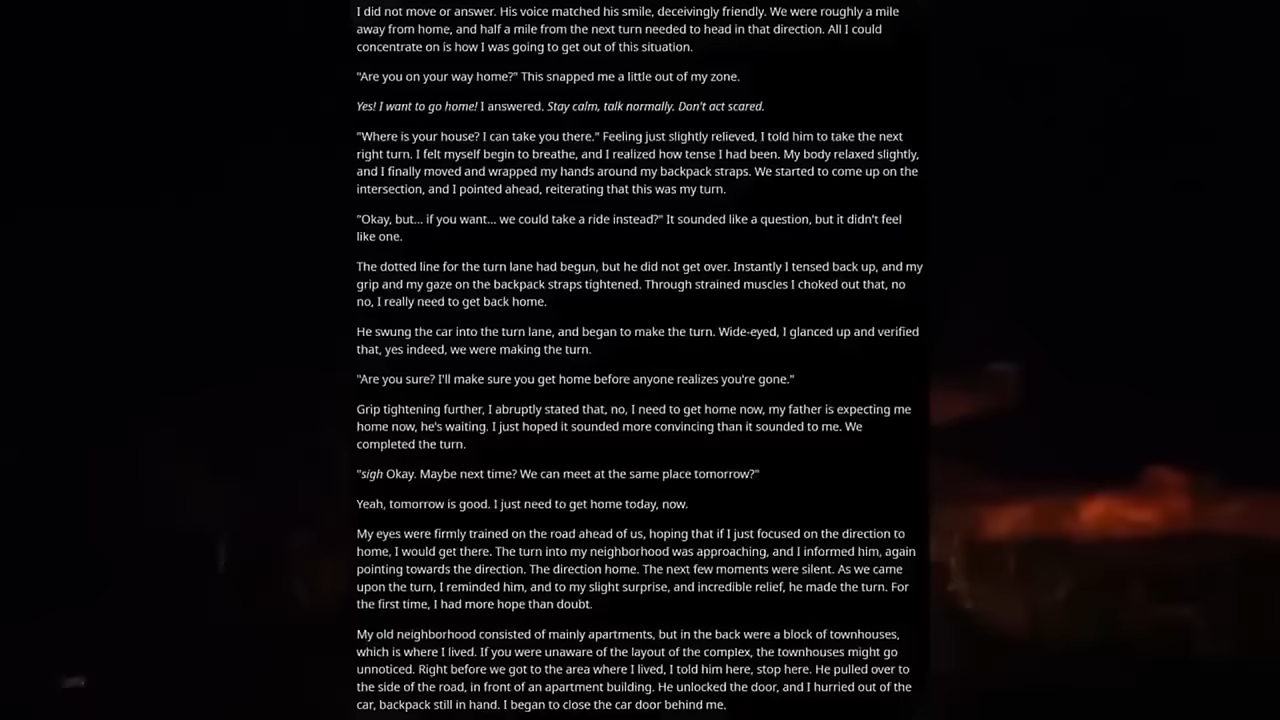 I did not move or answer. His voice matched his smile, deceivingly friendly. We were roughly a mile
away from home, and half a mile from the next turn needed to head in that direction. All I could
concentrate on is how I was going to get out of this situation.
"Are you on your way home?" This snapped me a little out of my zone.
Yes! I want to go home! I answered. Stay calm, talk normally. Don't act scared.
"Where is your house? I can take you there." Feeling just slightly relieved, I told him to take the next
right turn. I felt myself begin to breathe, and I realized how tense I had been. My body relaxed slightly,
and I finally moved and wrapped my hands around my backpack straps. We started to come up on the
intersection, and I pointed ahead, reiterating that this was my turn.
"Okay, but... if you want... we could take a ride instead?" It sounded like a question, but it didn't feel
like one.
The dotted line for the turn lane had begun, but he did not get over. Instantly I tensed back up, and my
grip and my gaze on the backpack straps tightened. Through strained muscles I choked out that, no
no, I really need to get back home.
He swung the car into the turn lane, and began to make the turn. Wide-eyed, I glanced up and verified
that, yes indeed, we were making the turn.
"Are you sure? I'll make sure you get home before anyone realizes you're gone."
Grip tightening further, I abruptly stated that, no, I need to get home now, my father is expecting me
home now, he's waiting. I just hoped it sounded more convincing than it sounded to me. We
completed the turn.
"sigh Okay. Maybe next time? We can meet at the same place tomorrow?"
Yeah, tomorrow is good. I just need to get home today, now.
My eyes were firmly trained on the road ahead of us, hoping that if I just focused on the direction to
home, I would get there. The turn into my neighborhood was approaching, and I informed him, again
pointing towards the direction. The direction home. The next few moments were silent. As we came
upon the turn, I reminded him, and to my slight surprise, and incredible relief, he made the turn. For
the first time, I had more hope than doubt.
My old neighborhood consisted of mainly apartments, but in the back were a block of townhouses,
which is where I lived. If you were unaware of the layout of the complex, the townhouses might go
unnoticed. Right before we got to the area where I lived, I told him here, stop here. He pulled over to
the side of the road, in front of an apartment building. He unlocked the door, and I hurried out of the
car, backpack still in hand. I began to close the car door behind me.